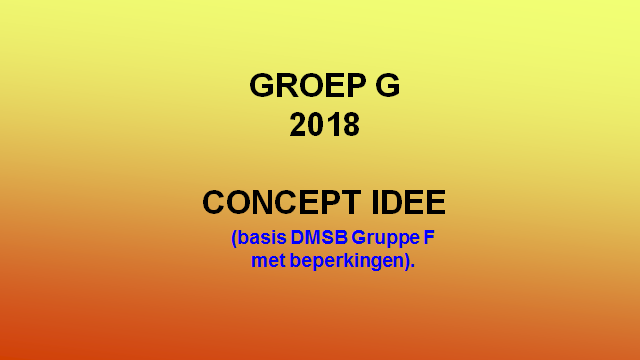 GROEP G
2018
CONCEPT IDEE
(basis DMSB Gruppe F
met beperkingen).